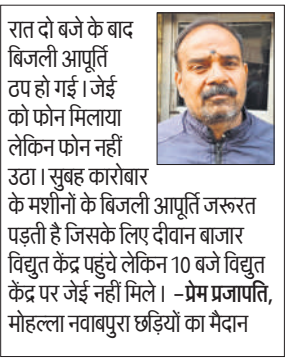 रात दो बजे के बाद
बिजली आपूर्ति
ठप हो गई। जेई
को फोन मिलाया
लेकिन फोन नहीं
उठा। सुबह कारोबार
के मशीनों के बिजली आपूर्ति जरूरत
पड़ती है जिसके लिए दीवान बाजार
विद्युत केंद्र पहुंचे लेकिन 10 बजे विद्युत
केंद्र पर जेई नहीं मिले। -प्रेम प्रजापति,
मोहल्ला नवाबपुरा छड़ियों का मैदान